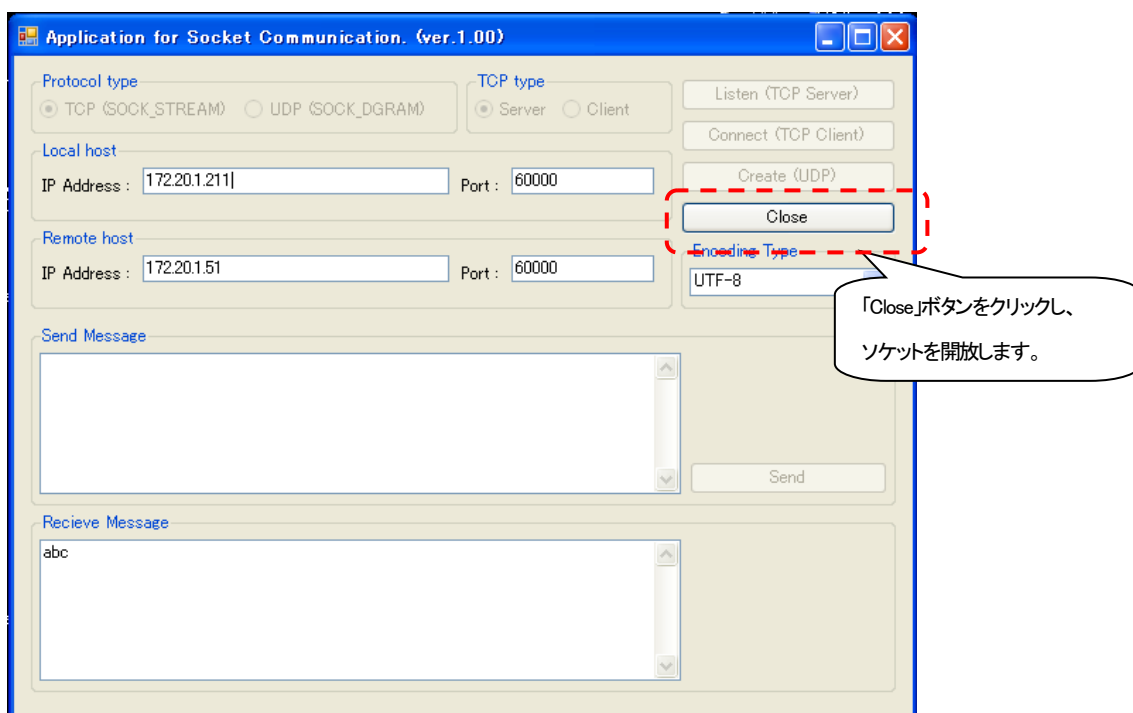 Application for Socket Communication. (ver.1.00)
Protocol type
TCP (SOCK_STREAM) UDP (SOCK_DGRAM)
TCP type
Server Client
Listen (TCP Server)
Connect (TCP Client)
Create (UDP)
Close
Local host
IP Address : 172.20.1.211 Port : 60000
Remote host
IP Address : 172.20.1.51 Port : 60000
Encoding Type
UTF-8
「Close」ボタンをクリックし、
ソケットを開放します。
Send Message
Send
Recieve Message
abc